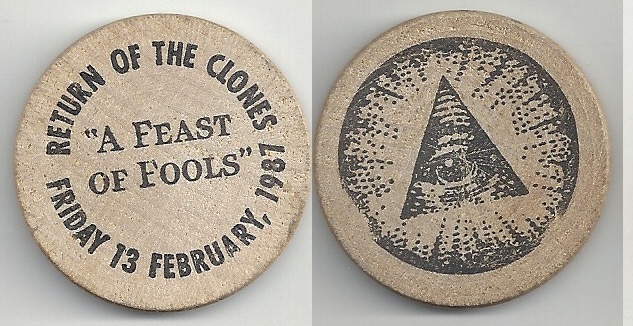 RETURN OF THE CLONES
"A FEAST
OF FOOLS"
FRIDAY 13 FEBRUARY, 1987